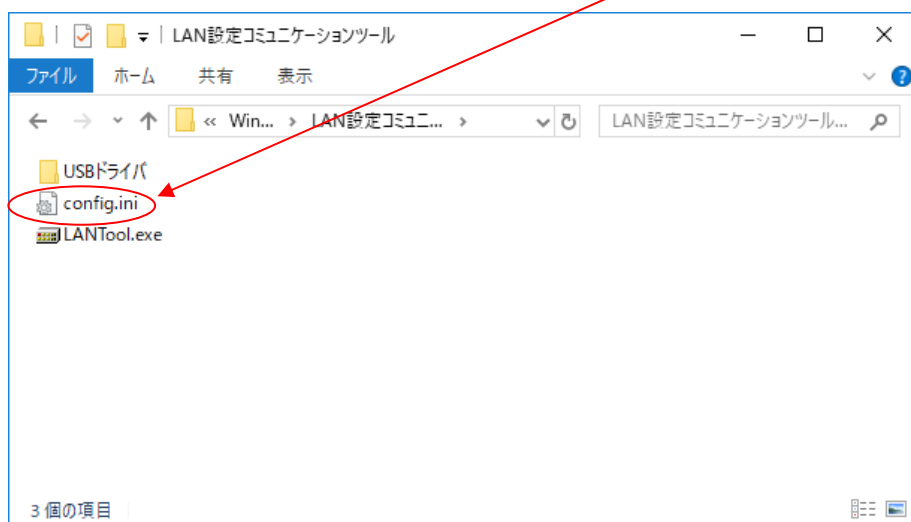 LAN設定コミュニケーションツール
ファイル ホーム 共有 表示
« Win... › LAN設定コミュニ... › LAN設定コミュニケーションツール...
USBドライバ
config.ini
LANTool.exe
3 個の項目